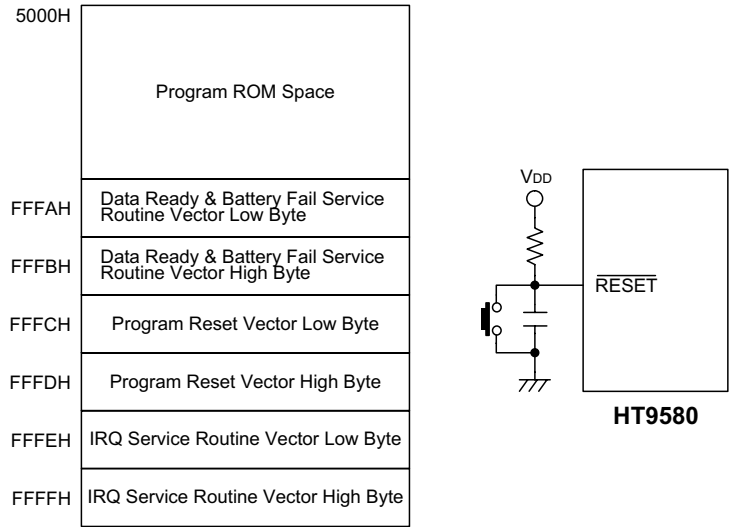 5000H
Program ROM Space
FFFAH
Data Ready & Battery Fail Service
Routine Vector Low Byte
FFFBH
Data Ready & Battery Fail Service
Routine Vector High Byte
FFFCH
Program Reset Vector Low Byte
FFFDH
Program Reset Vector High Byte
FFFEH
IRQ Service Routine Vector Low Byte
FFFFH
IRQ Service Routine Vector High Byte
VDD
RESET
HT9580